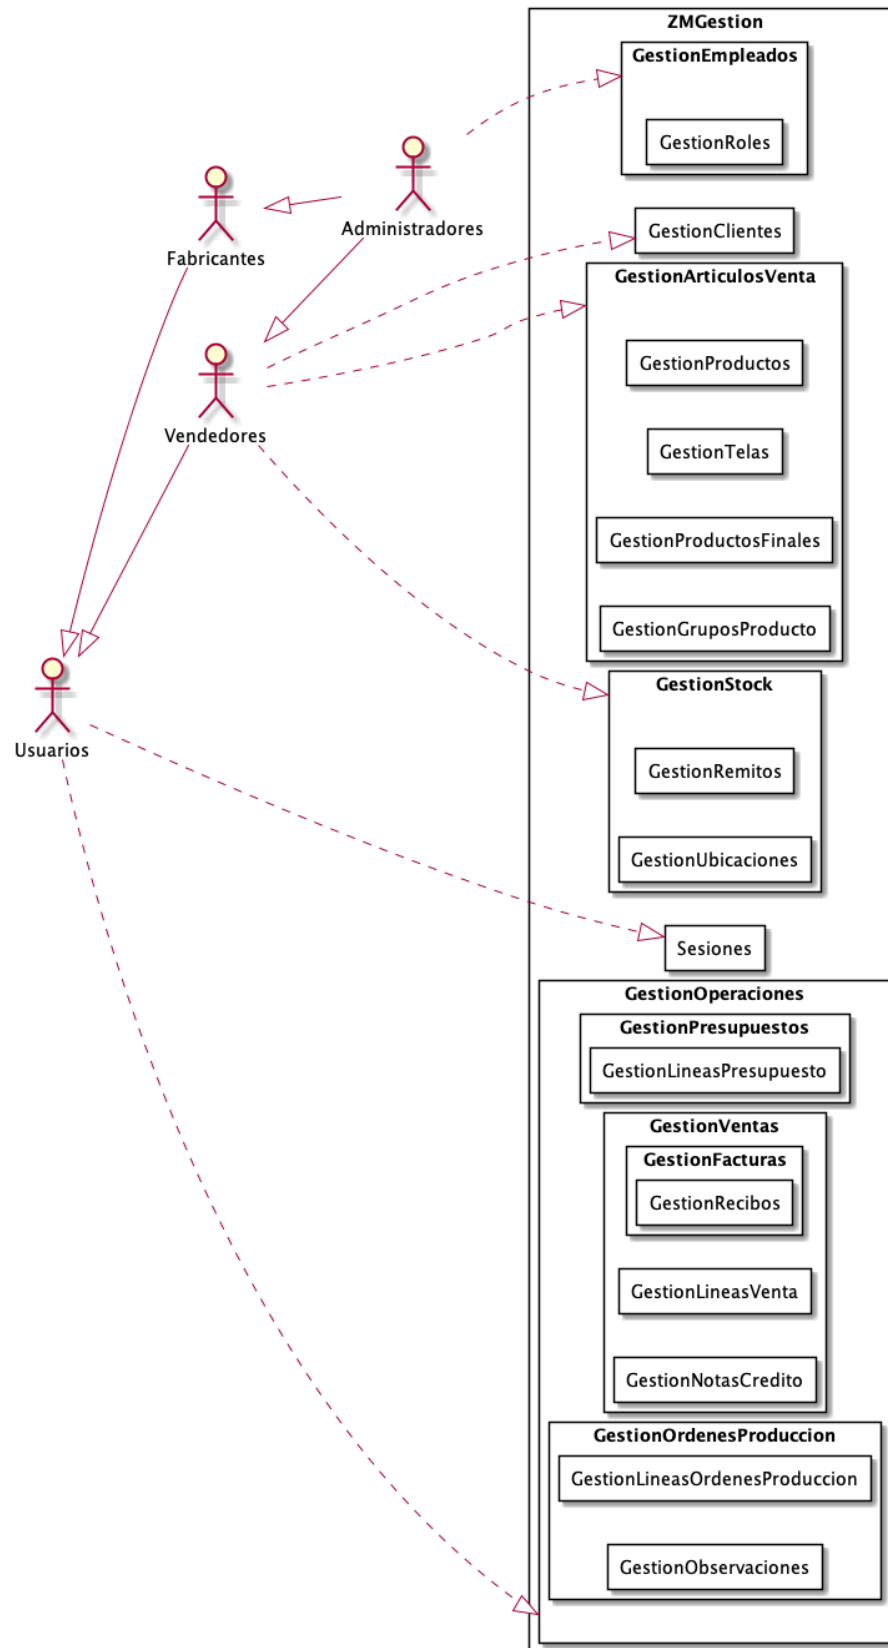 ZMGestion
GestionEmpleados
GestionRoles
Administradores
Fabricantes
GestionClientes
GestionArticulosVenta
GestionProductos
Vendedores
GestionTelas
GestionProductosFinales
GestionGruposProducto
GestionStock
Usuarios
GestionRemitos
GestionUbicaciones
Sesiones
GestionOperaciones
GestionPresupuestos
GestionLineasPresupuesto
GestionVentas
GestionFacturas
GestionRecibos
GestionLineasVenta
GestionNotasCredito
GestionOrdenesProduccion
GestionLineasOrdenesProduccion
GestionObservaciones